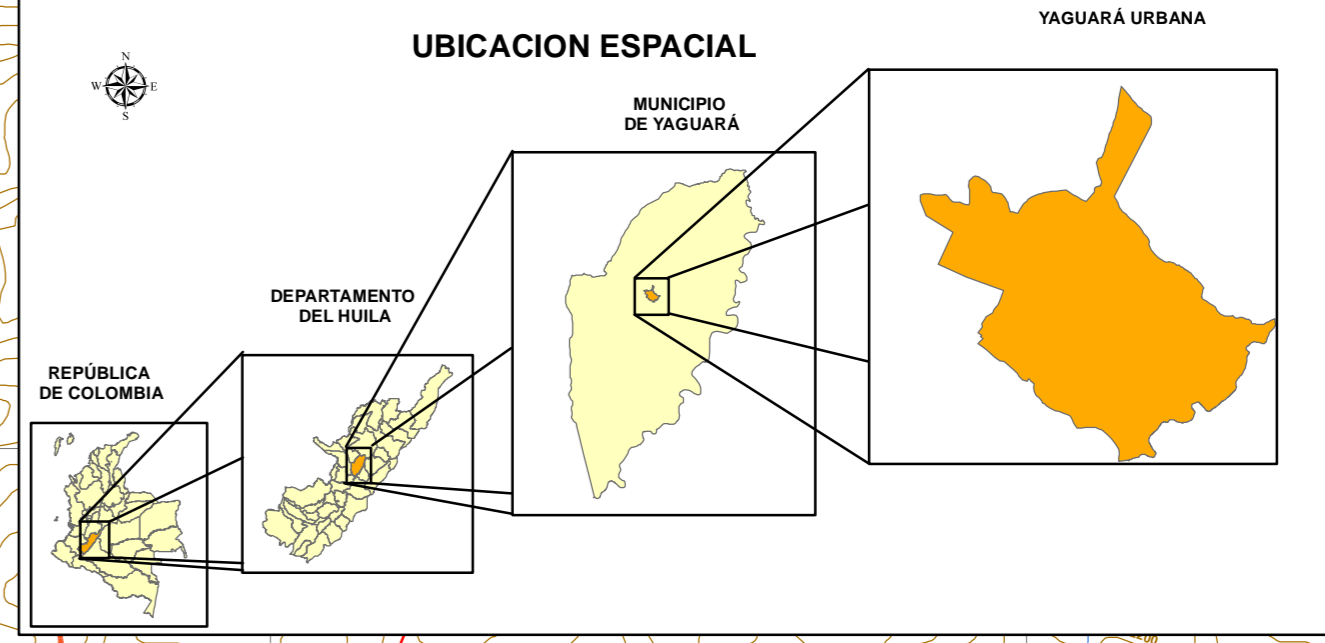 YAGUARÁ URBANA
UBICACION ESPACIAL
N
W
E
S
MUNICIPIO
DE YAGUARÁ
DEPARTAMENTO
DEL HUILA
REPÚBLICA
DE COLOMBIA